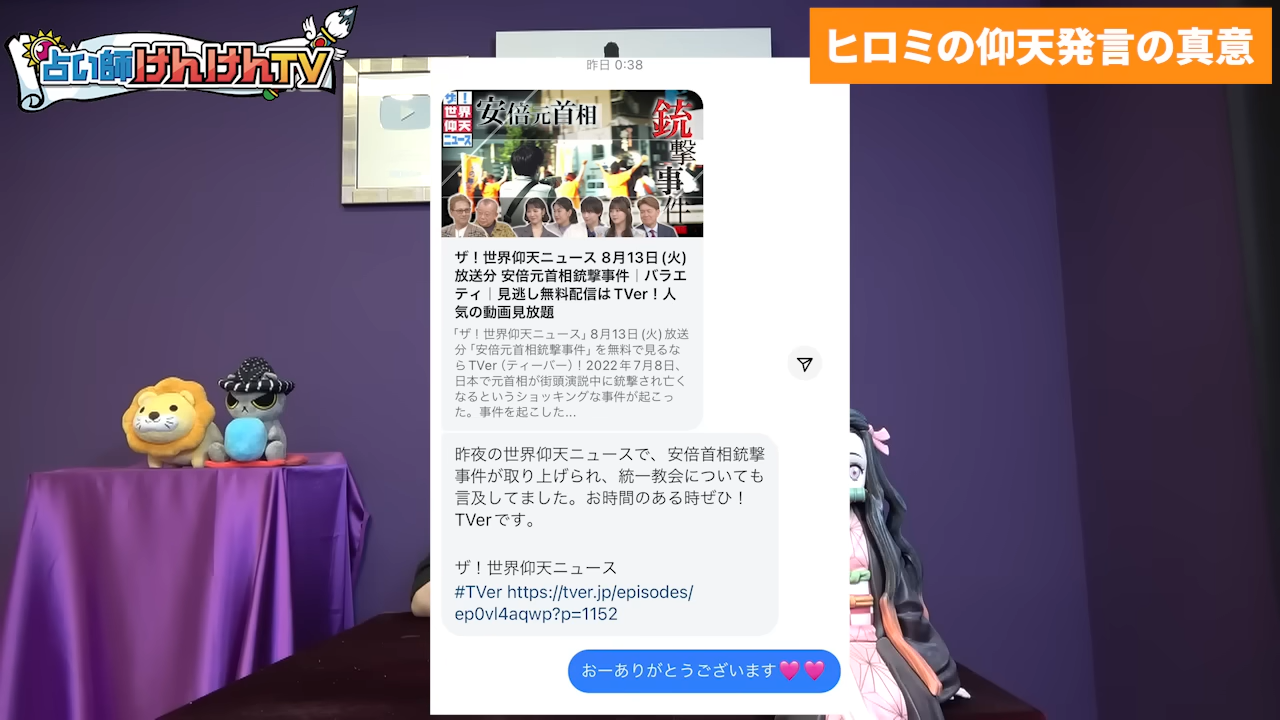 占い師けんけんTV
ヒロミの仰天発言の真意
昨日 0:38
ザ!
世界
仰天
ニュース
安倍元首相
銃撃事件
ザ！世界仰天ニュース 8月13日(火)
放送分 安倍元首相銃撃事件｜バラエ
ティ｜見逃し無料配信はTVer！人
気の動画見放題
「ザ！世界仰天ニュース」8月13日(火)放送
分「安倍元首相銃撃事件」を無料で見るな
らTVer（ティーバー）！2022年7月8日、
日本で元首相が街頭演説中に銃撃され亡く
なるというショッキングな事件が起こっ
た。事件を起こした...
昨夜の世界仰天ニュースで、安倍首相銃撃
事件が取り上げられ、統一教会についても
言及してました。お時間のある時ぜひ！
TVerです。
ザ！世界仰天ニュース
#TVer https://tver.jp/episodes/
ep0vl4aqwp?p=1152
おーありがとうございます💗💗